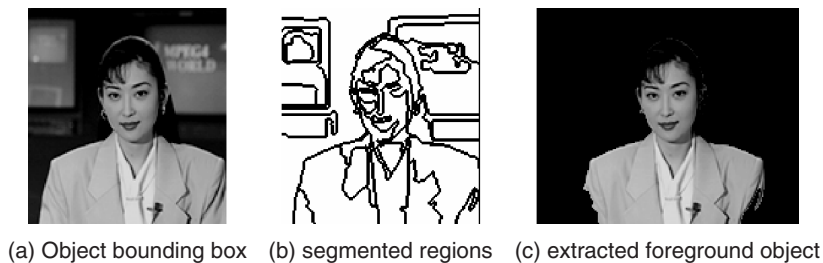 MPEG4
WORLD
(a) Object bounding box
(b) segmented regions
(c) extracted foreground object